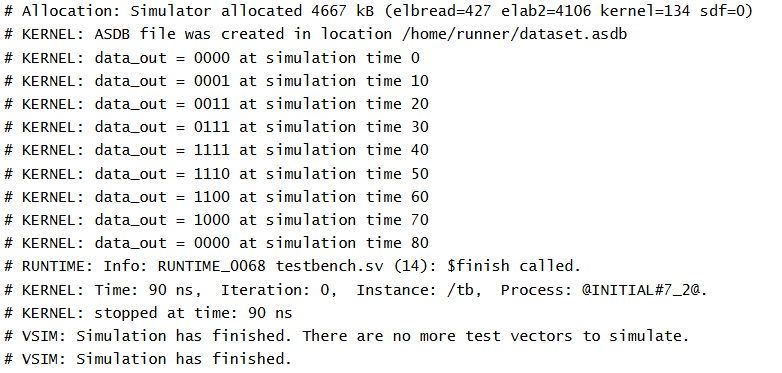 # Allocation: Simulator allocated 4667 kB (elbread=427 elab2=4106 kernel=134 sdf=0)
# KERNEL: ASDB file was created in location /home/runner/dataset.asdb
# KERNEL: data_out = 0000 at simulation time 0
# KERNEL: data_out = 0001 at simulation time 10
# KERNEL: data_out = 0011 at simulation time 20
# KERNEL: data_out = 0111 at simulation time 30
# KERNEL: data_out = 1111 at simulation time 40
# KERNEL: data_out = 1110 at simulation time 50
# KERNEL: data_out = 1100 at simulation time 60
# KERNEL: data_out = 1000 at simulation time 70
# KERNEL: data_out = 0000 at simulation time 80
# RUNTIME: Info: RUNTIME_0068 testbench.sv (14): $finish called.
# KERNEL: Time: 90 ns,  Iteration: 0,  Instance: /tb,  Process: @INITIAL#7_2@.
# KERNEL: stopped at time: 90 ns
# VSIM: Simulation has finished. There are no more test vectors to simulate.
# VSIM: Simulation has finished.